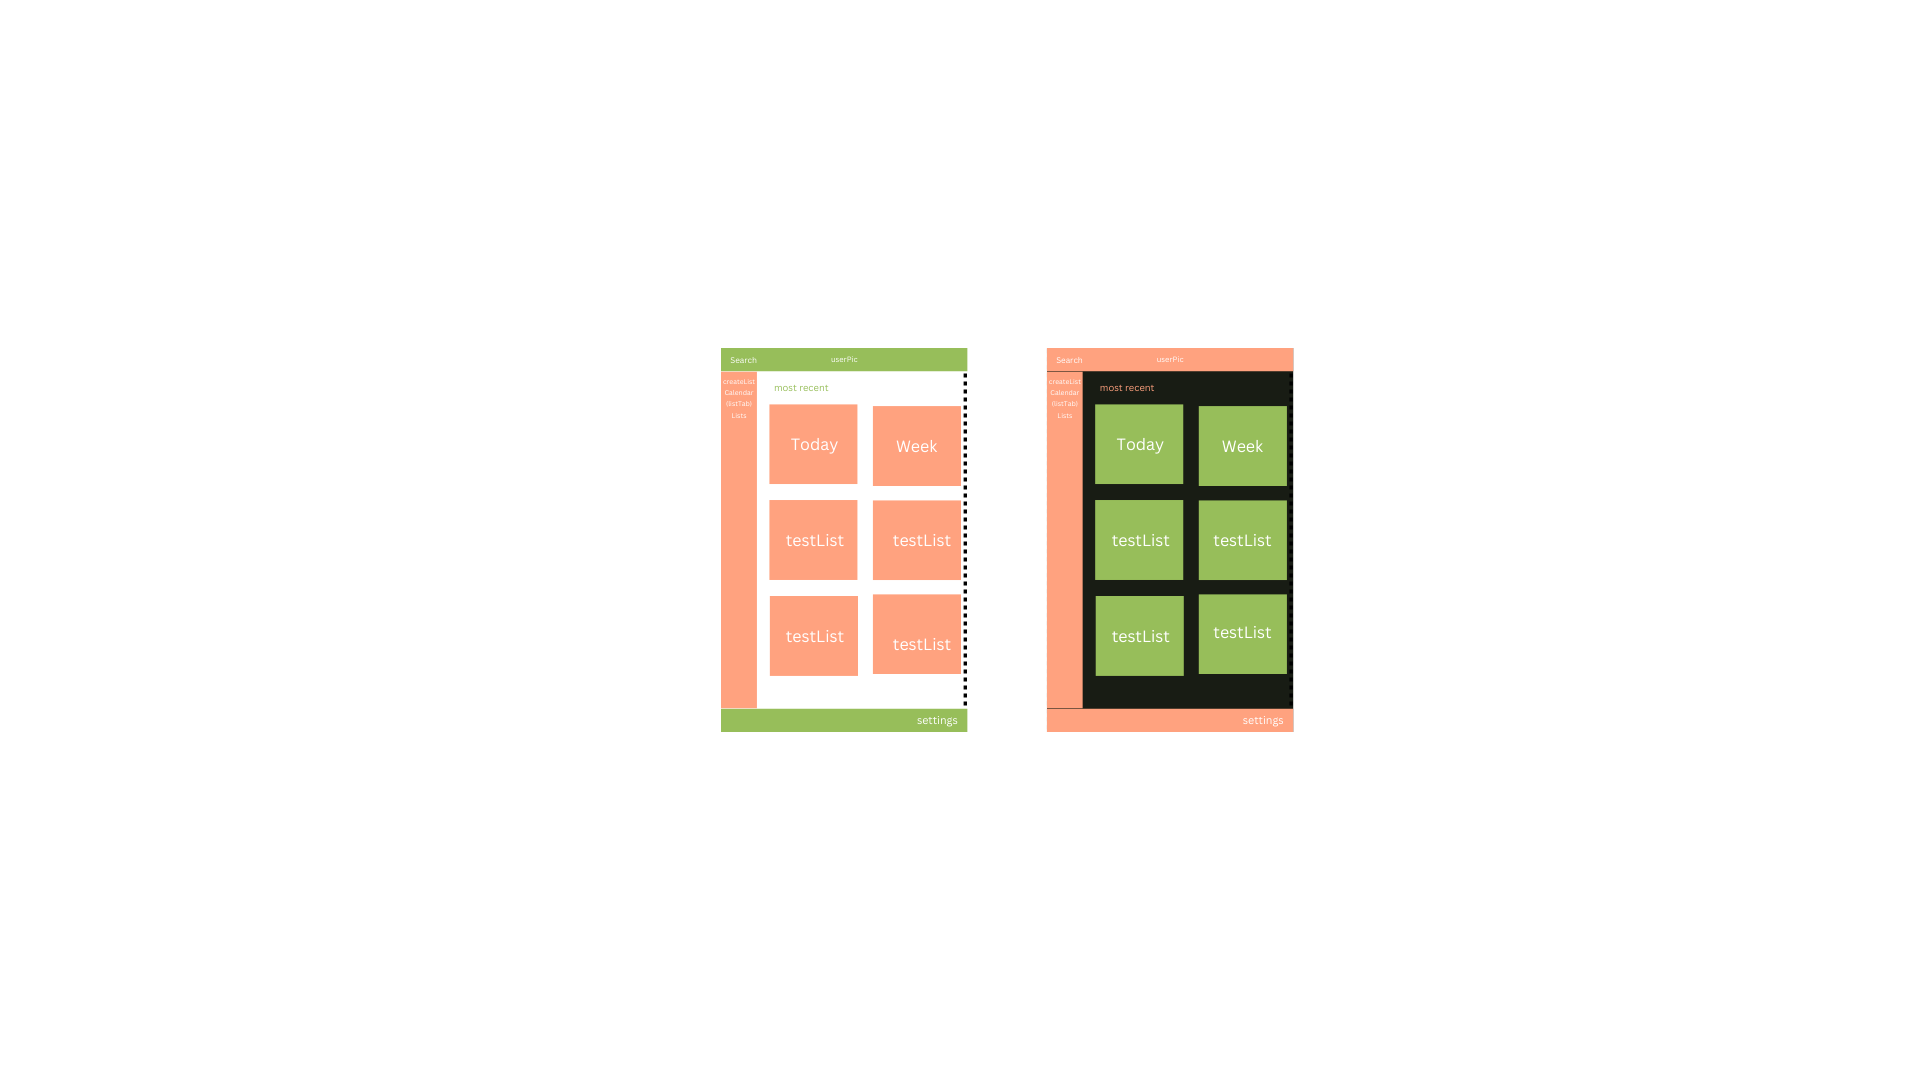 Search
userPic
createList
Calendar
(listTab)
Lists
most recent
Today
Week
testList
testList
testList
testList
settings
Search
userPic
createList
Calendar
(listTab)
Lists
most recent
Today
Week
testList
testList
testList
testList
settings